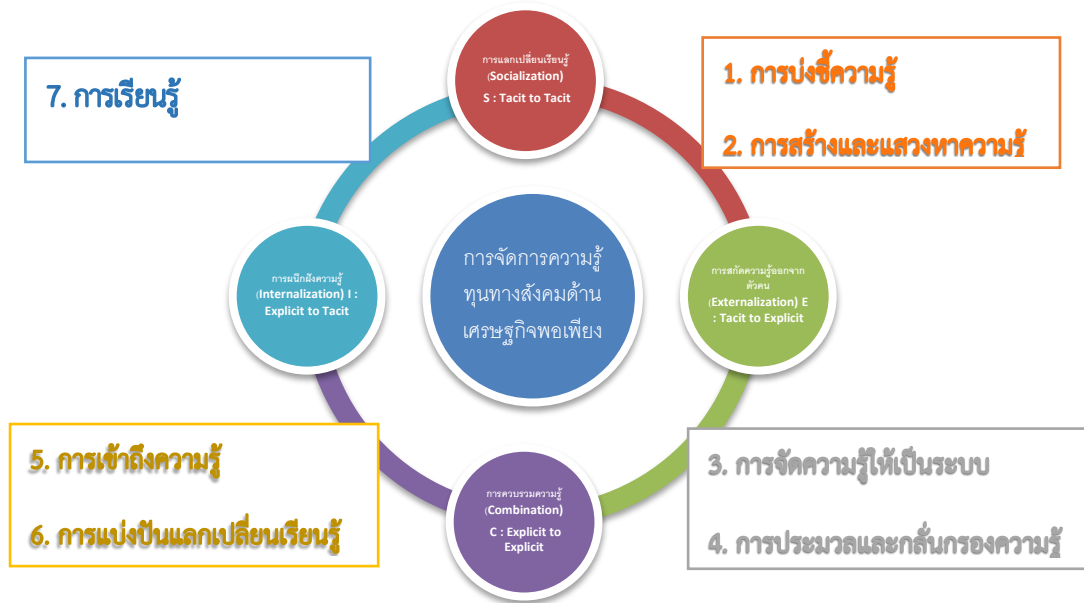 การแลกเปลี่ยนเรียนรู้
(Socialization)
S : Tacit to Tacit
7. การเรียนรู้
1. การบ่งชี้ความรู้
2. การสร้างและแสวงหาความรู้
การจัดการความรู้
ทุนทางสังคมด้าน
เศรษฐกิจพอเพียง
การผนึกฝังความรู้
(Internalization) I :
Explicit to Tacit
การสกัดความรู้ออกจาก
ตัวคน
(Externalization) E
: Tacit to Explicit
5. การเข้าถึงความรู้
6. การแบ่งปันแลกเปลี่ยนเรียนรู้
การควบรวมความรู้
(Combination)
C : Explicit to
Explicit
3. การจัดความรู้ให้เป็นระบบ
4. การประมวลและกลั่นกรองความรู้